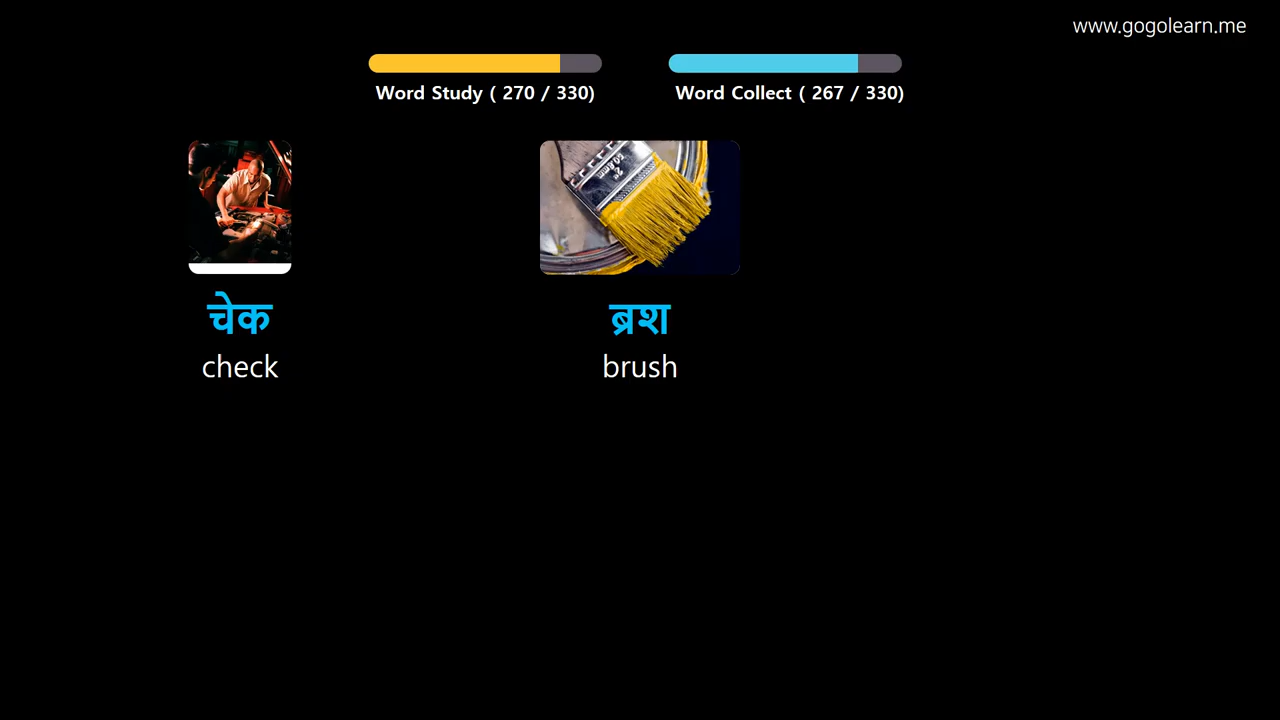 www.gogolearn.me
Word Study ( 270 / 330)
Word Collect ( 267 / 330)
चेक
check
ब्रश
brush